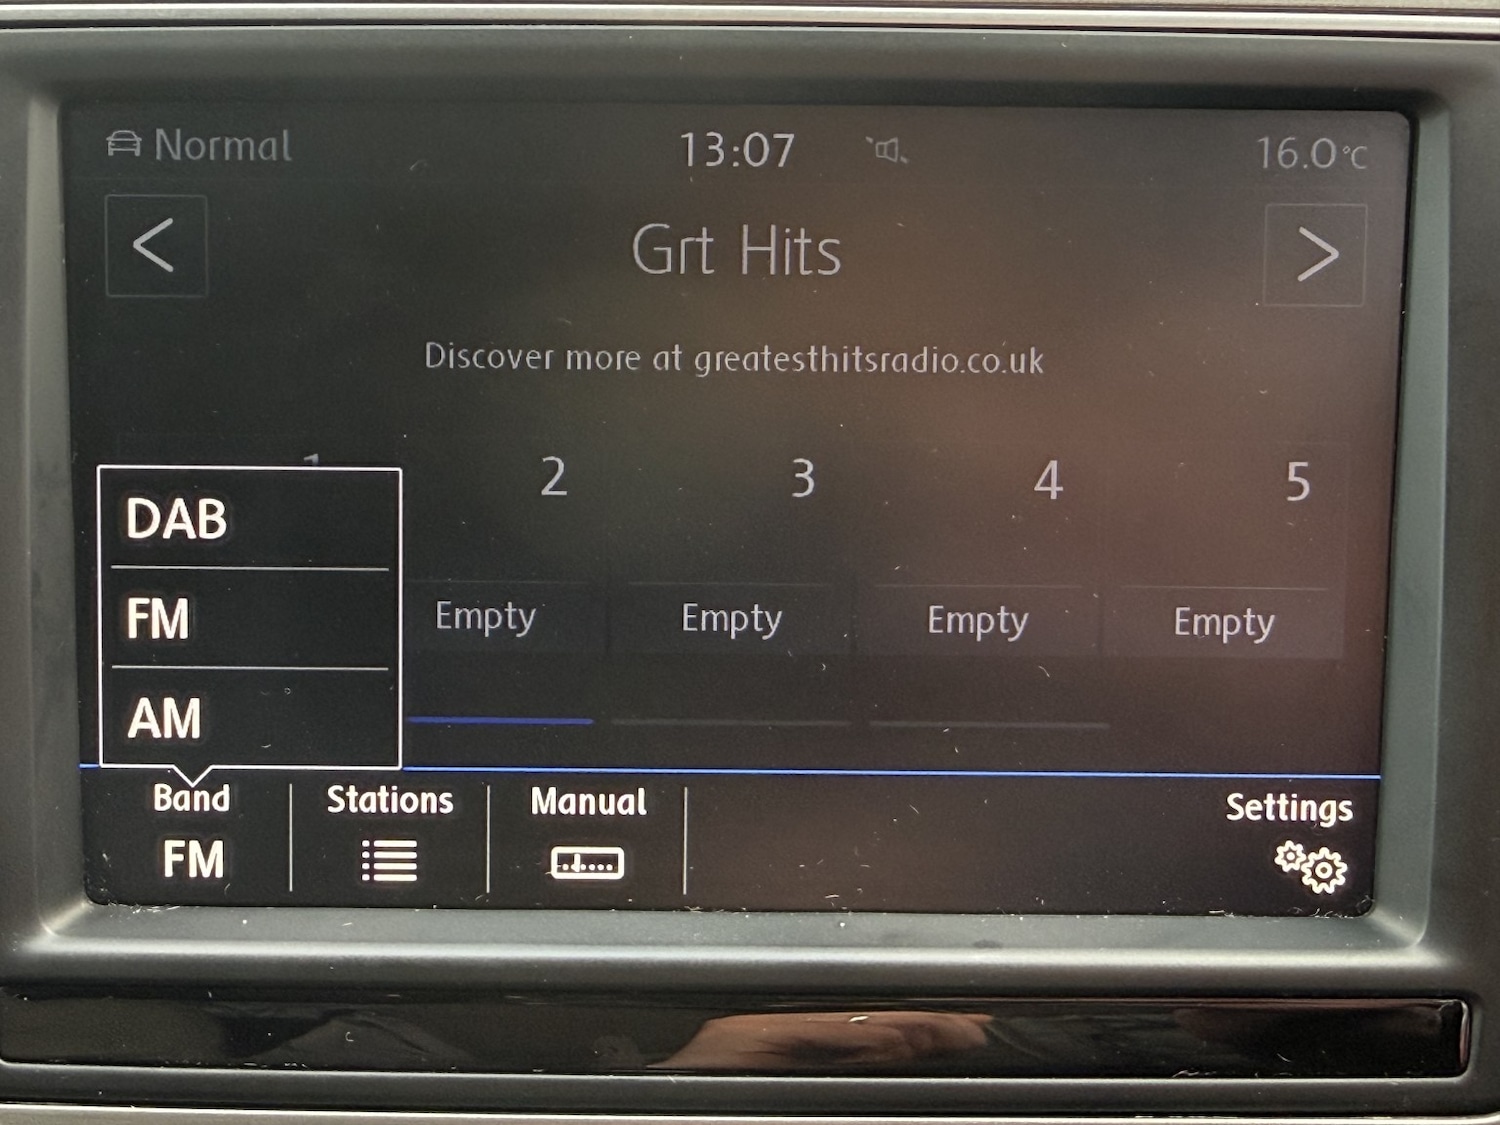 Normal 13:07 16.0°C
< Grt Hits >
Discover more at greatesthitsradio.co.uk
1 2 3 4 5
DAB
FM
AM
Empty Empty Empty Empty
Band Stations Manual Settings
FM